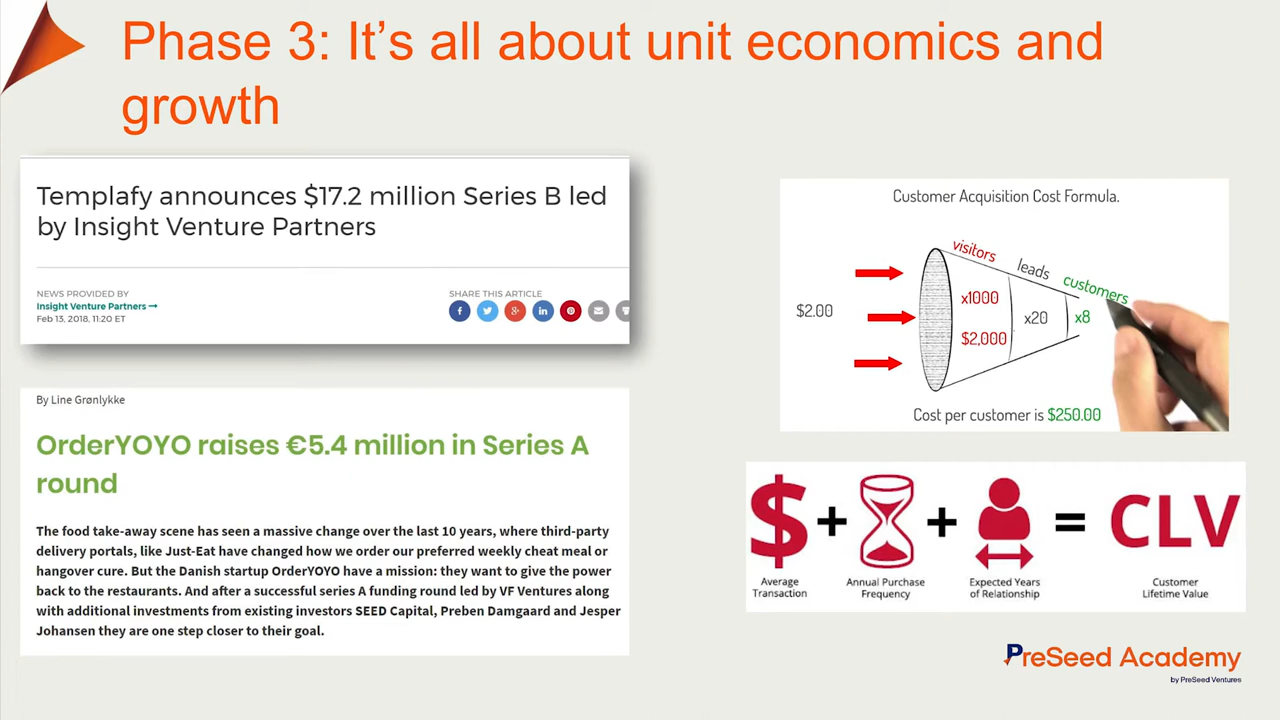 Phase 3: It's all about unit economics and
growth
Templafy announces $17.2 million Series B led
by Insight Venture Partners
NEWS PROVIDED BY
Insight Venture Partners →
Feb 13, 2018, 11:20 ET
SHARE THIS ARTICLE
By Line Grønlykke
OrderYOYO raises €5.4 million in Series A
round
The food take-away scene has seen a massive change over the last 10 years, where third-party
delivery portals, like Just-Eat have changed how we order our preferred weekly cheat meal or
hangover cure. But the Danish startup OrderYOYO have a mission: they want to give the power
back to the restaurants. And after a successful series A funding round led by VF Ventures along
with additional investments from existing investors SEED Capital, Preben Damgaard and Jesper
Johansen they are one step closer to their goal.
Customer Acquisition Cost Formula.
visitors
leads
customers
$2.00
x1000
$2,000
x20
x8
Cost per customer is $250.00
$ + + = CLV
Average
Transaction
Annual Purchase
Frequency
Expected Years
of Relationship
Customer
Lifetime Value
PreSeed Academy
by PreSeed Ventures